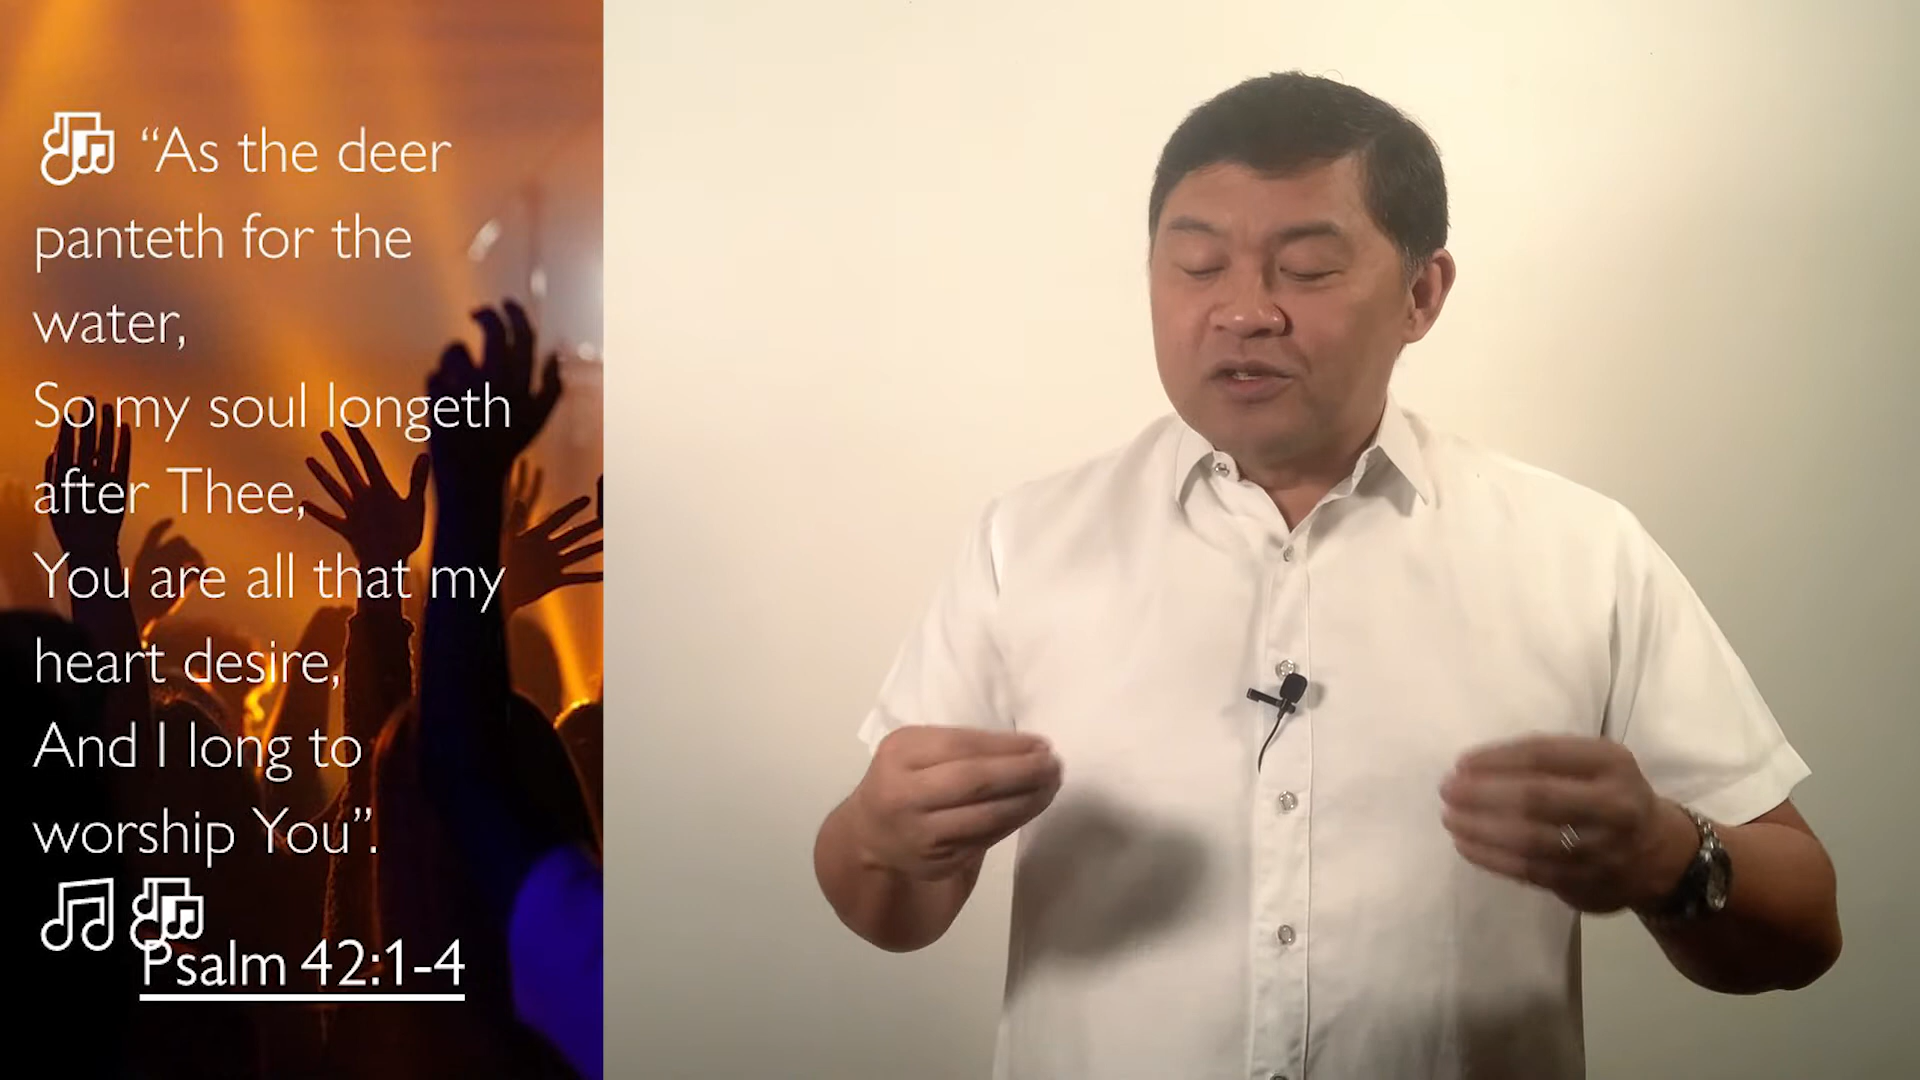 “As the deer
panteth for the
water,
So my soul longeth
after Thee,
You are all that my
heart desire,
And I long to
worship You”.
Psalm 42:1-4